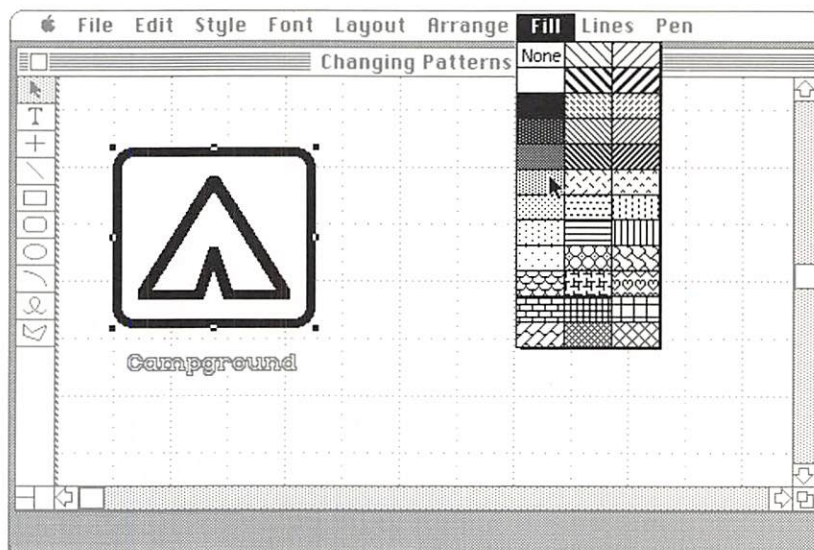 File Edit Style Font Layout Arrange Fill Lines Pen
Changing Patterns
None
T
Campground